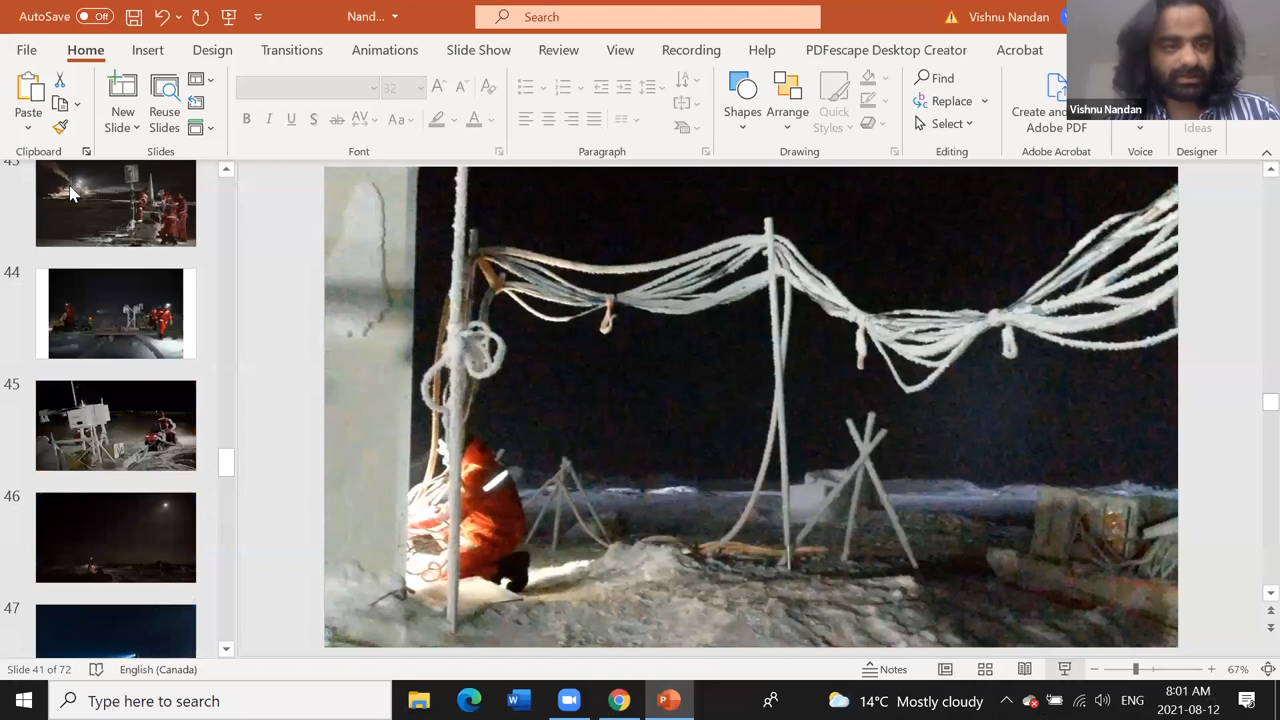 AutoSave Off Nand... Search Vishnu Nandan
File Home Insert Design Transitions Animations Slide Show Review View Recording Help PDFescape Desktop Creator Acrobat
Paste New Slide Reuse Slides 32 Shapes Arrange Quick Styles Find Replace Select Create and Adobe PDF Ideas
B I U S ab AV Aa A
Clipboard Slides Font Paragraph Drawing Editing Adobe Acrobat Voice Designer
Vishnu Nandan
44
45
46
47
Slide 41 of 72 English (Canada) Notes 67%
Type here to search 14°C Mostly cloudy ENG 8:01 AM
2021-08-12